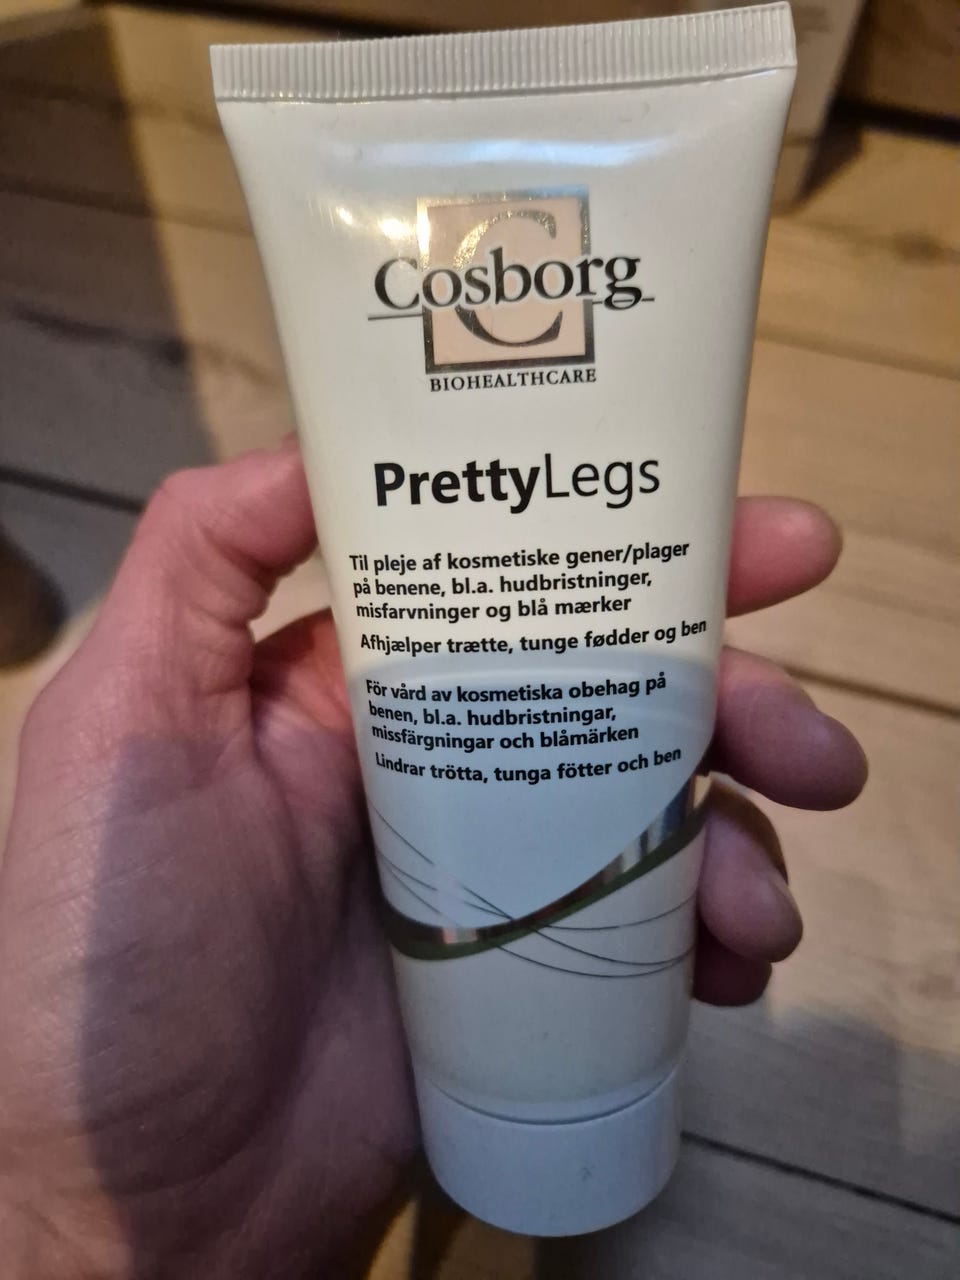 Cosborg
BIOHEALTHCARE
PrettyLegs
Til pleje af kosmetiske gener/plager
på benene, bl.a. hudbristninger,
misfarvninger og blå mærker
Afhjælper trætte, tunge fødder og ben
För vård av kosmetiska obehag på
benen, bl.a. hudbristningar,
missfärgningar och blåmärken
Lindrar trötta, tunga fötter och ben